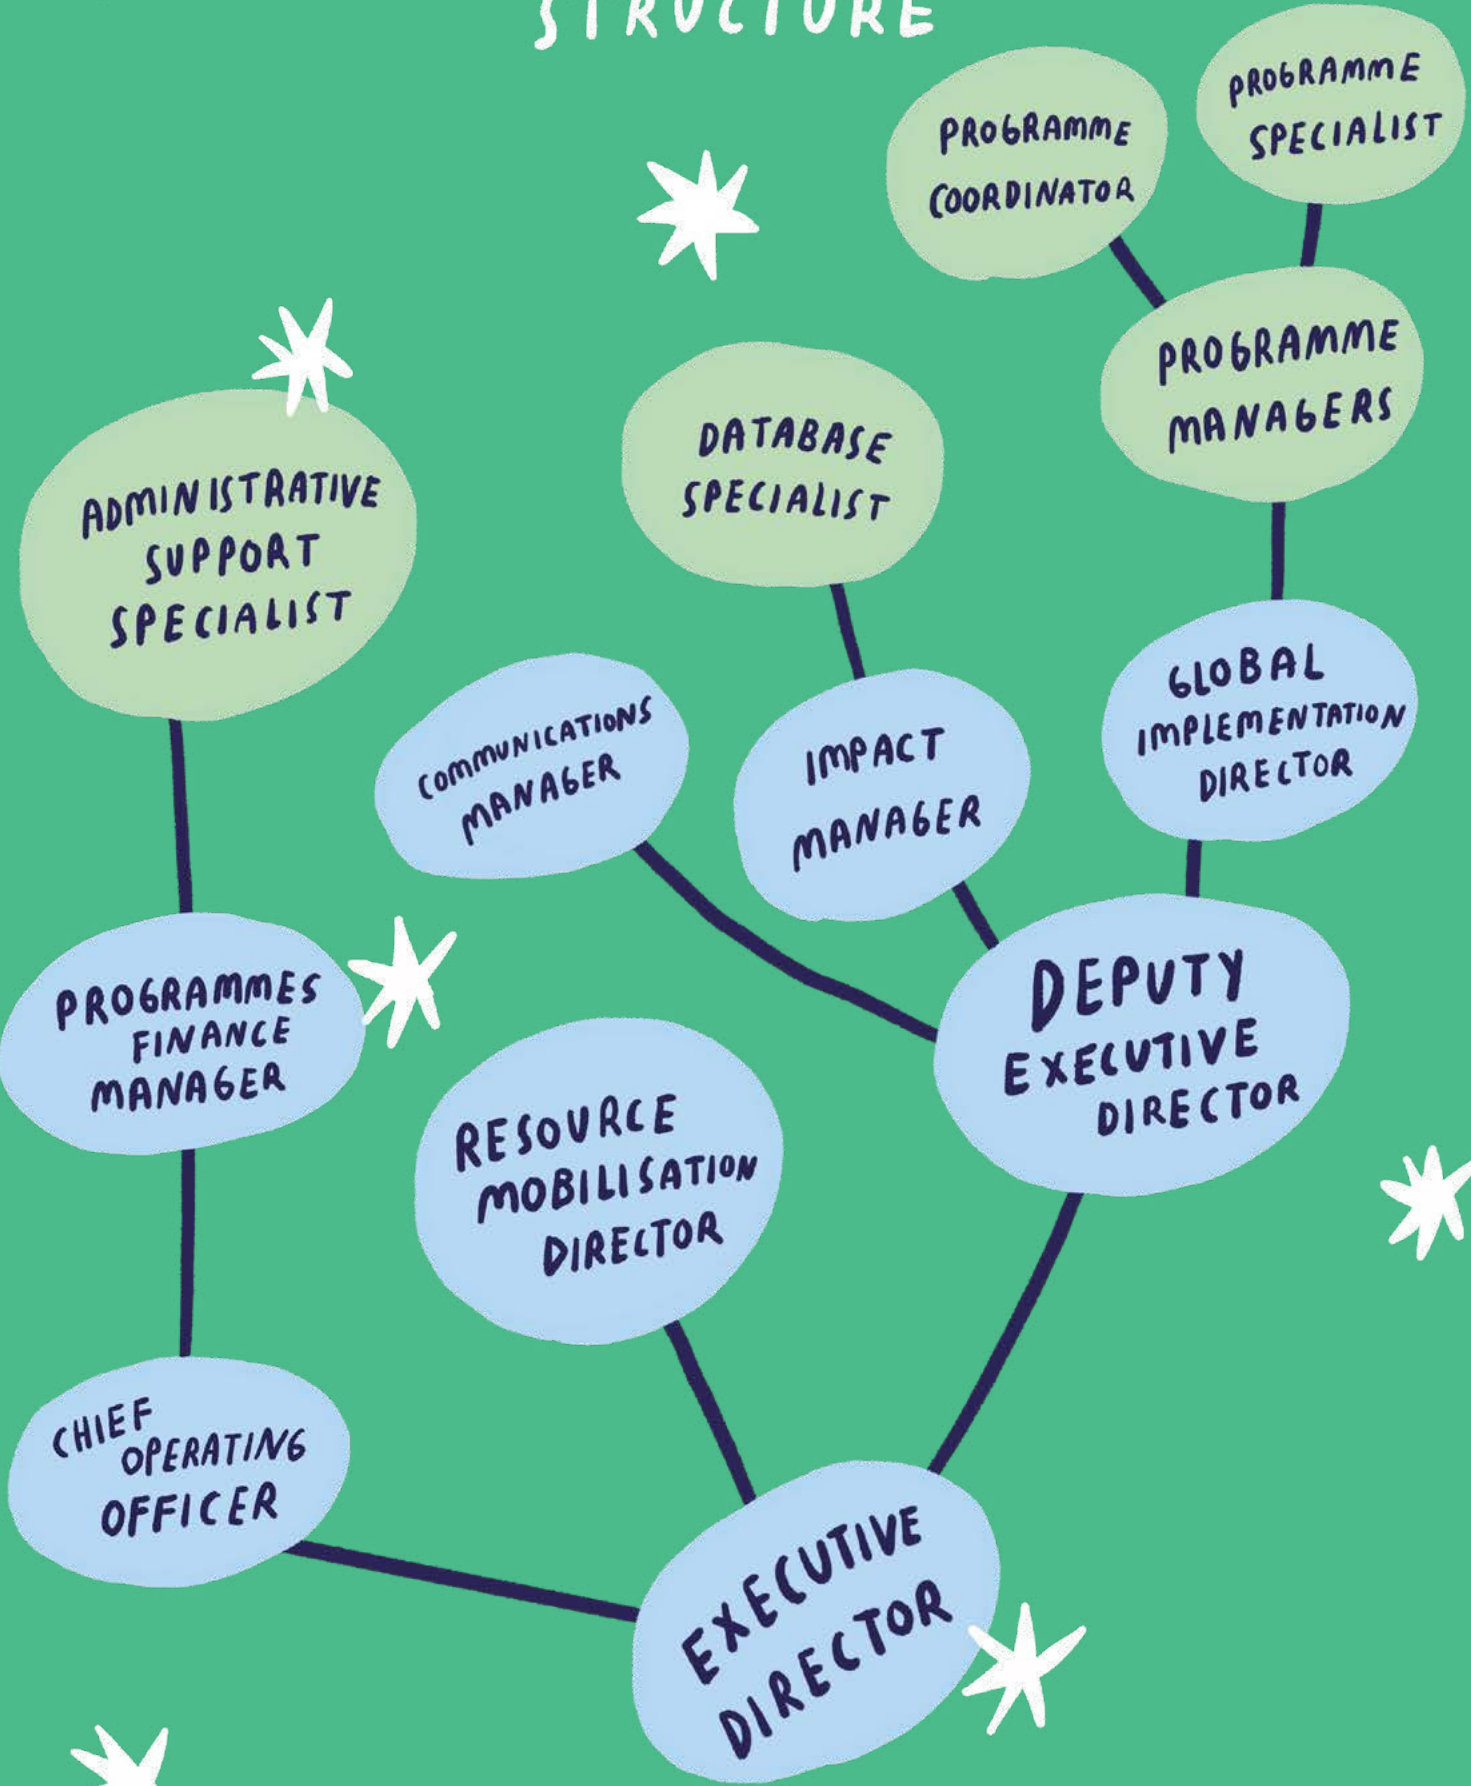 STRUCTURE
PROGRAMME
SPECIALIST
PROGRAMME
COORDINATOR
PROGRAMME
MANAGERS
DATABASE
SPECIALIST
ADMINISTRATIVE
SUPPORT
SPECIALIST
GLOBAL
IMPLEMENTATION
DIRECTOR
COMMUNICATIONS
MANAGER
IMPACT
MANAGER
DEPUTY
EXECUTIVE
DIRECTOR
PROGRAMMES
FINANCE
MANAGER
RESOURCE
MOBILISATION
DIRECTOR
CHIEF
OPERATING
OFFICER
EXECUTIVE
DIRECTOR